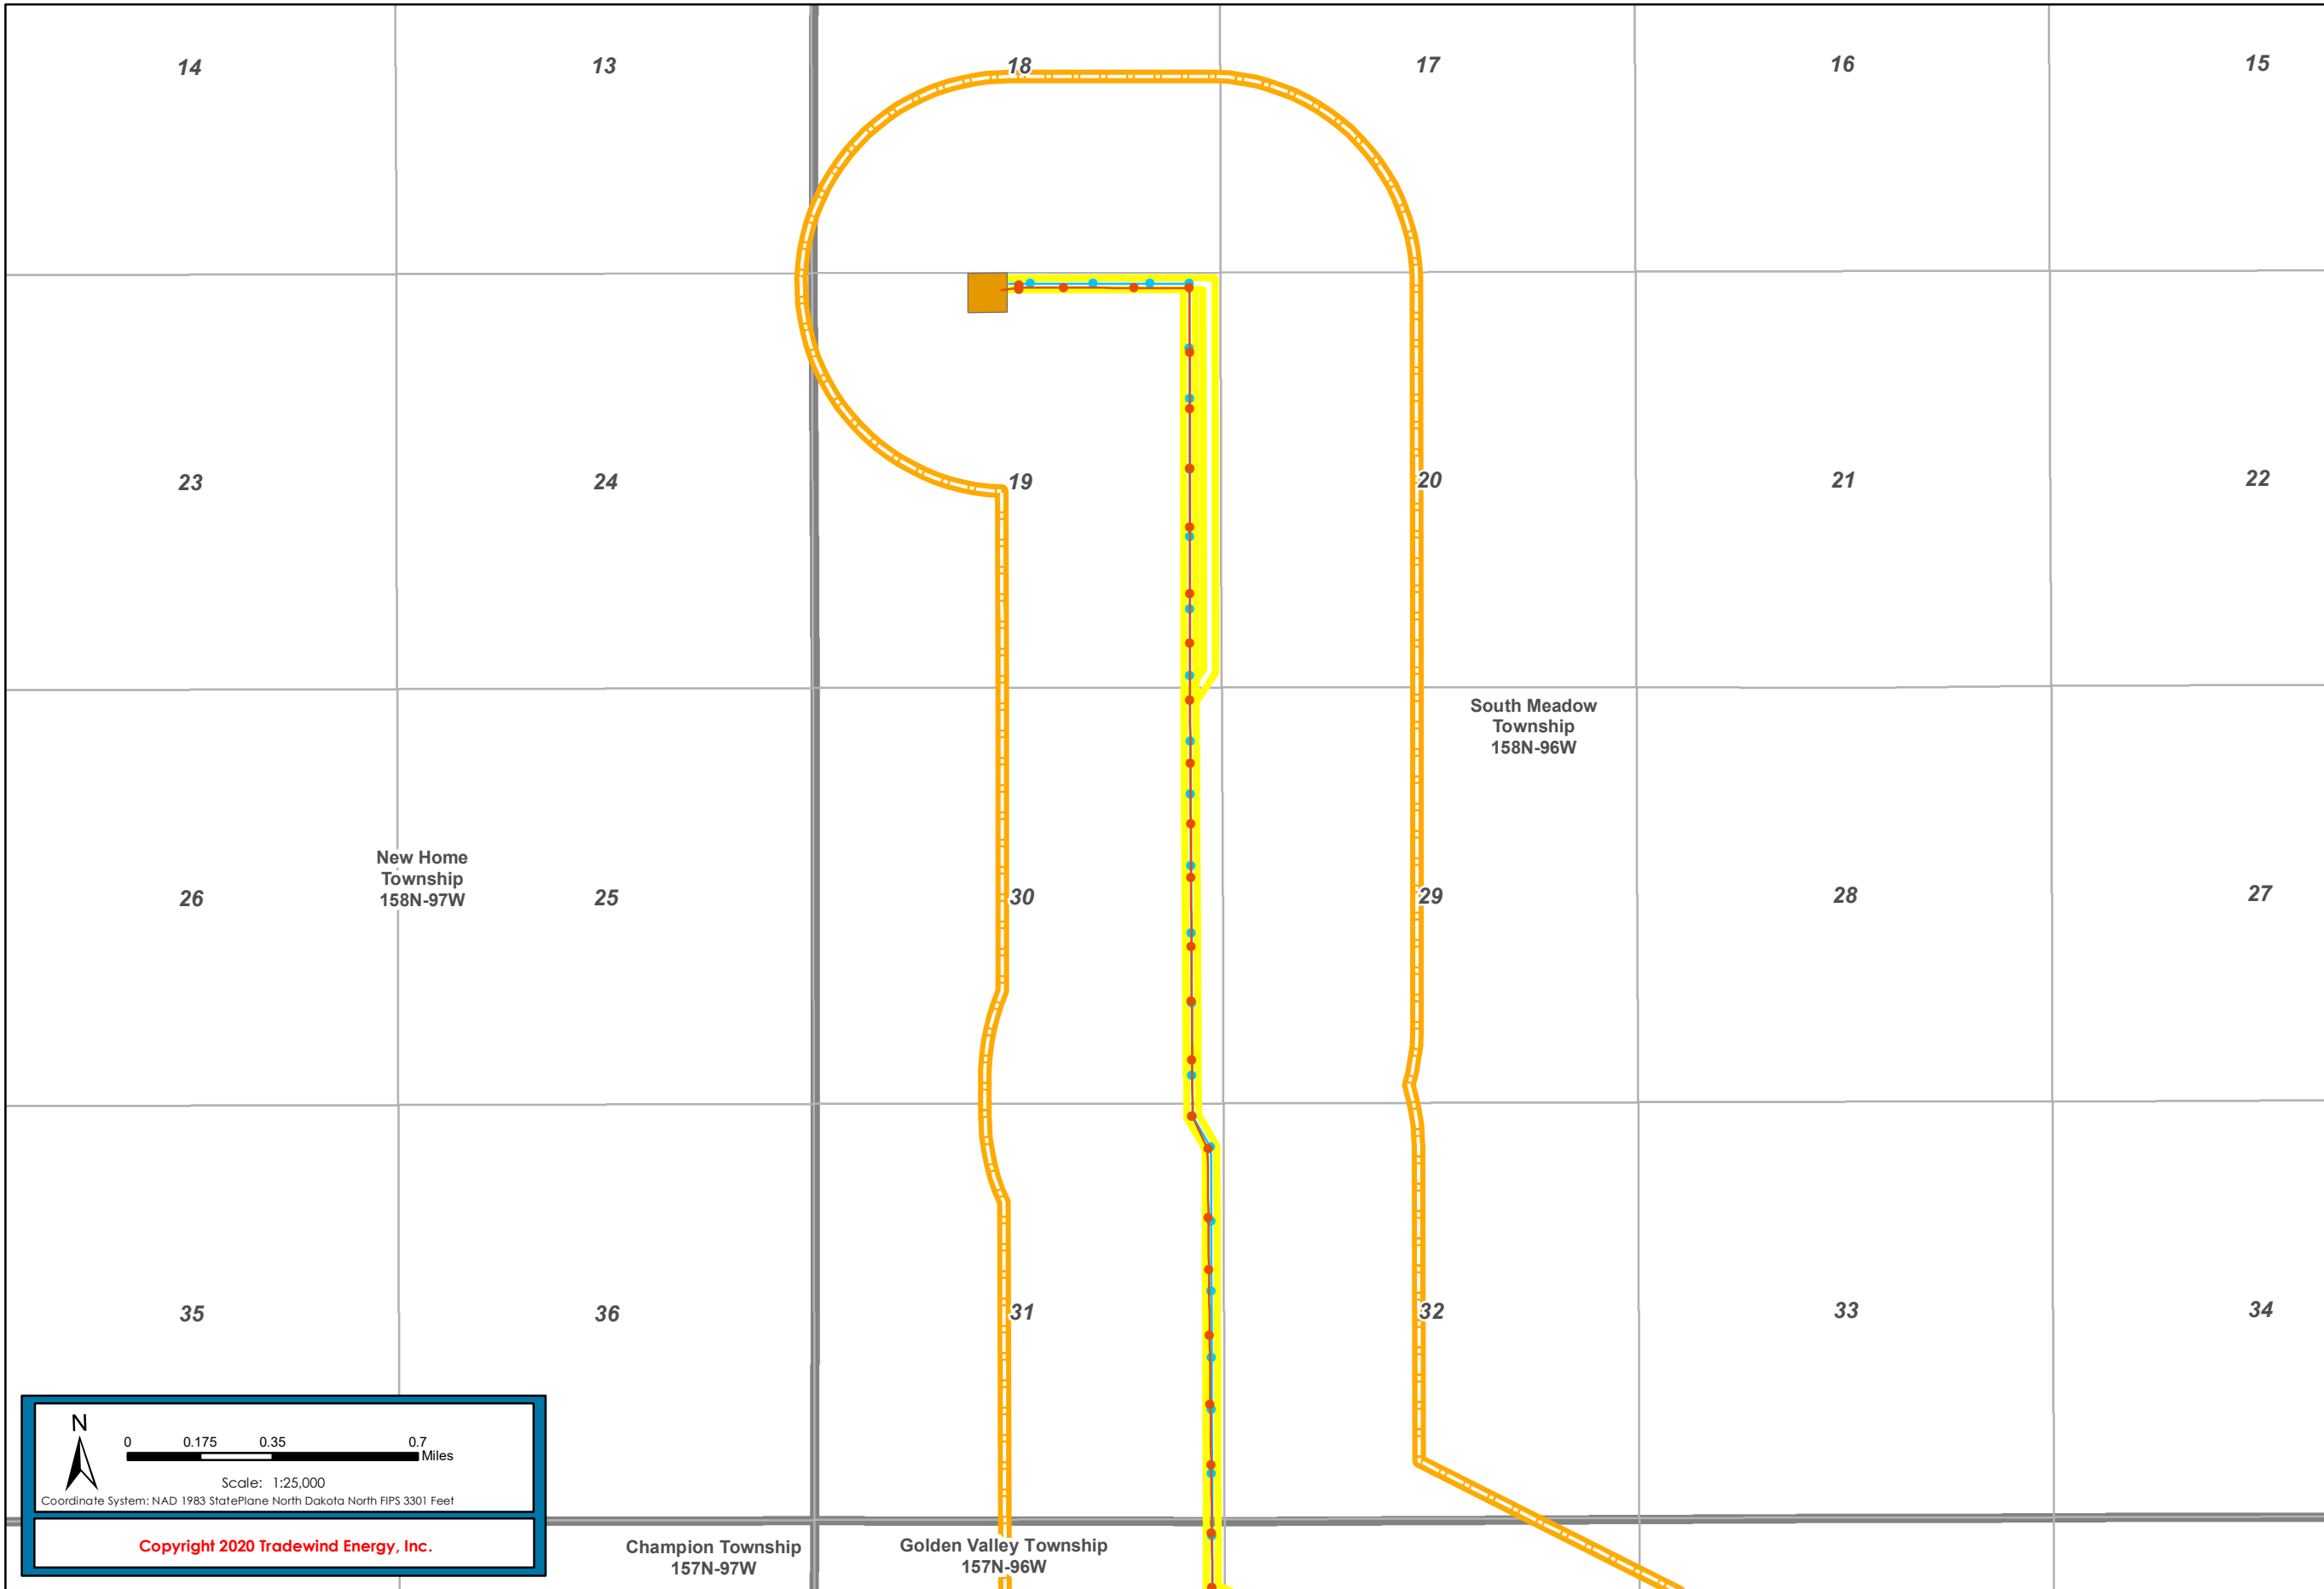 14
13
18
17
16
15
23
24
19
20
21
22
South Meadow
Township
158N-96W
New Home
Township
158N-97W
26
25
30
29
28
27
35
36
31
32
33
34
N
0 0.175 0.35 0.7
Miles
Scale: 1:25,000
Coordinate System: NAD 1983 StatePlane North Dakota North FIPS 3301 Feet
Copyright 2020 Tradewind Energy, Inc.
Champion Township
157N-97W
Golden Valley Township
157N-96W